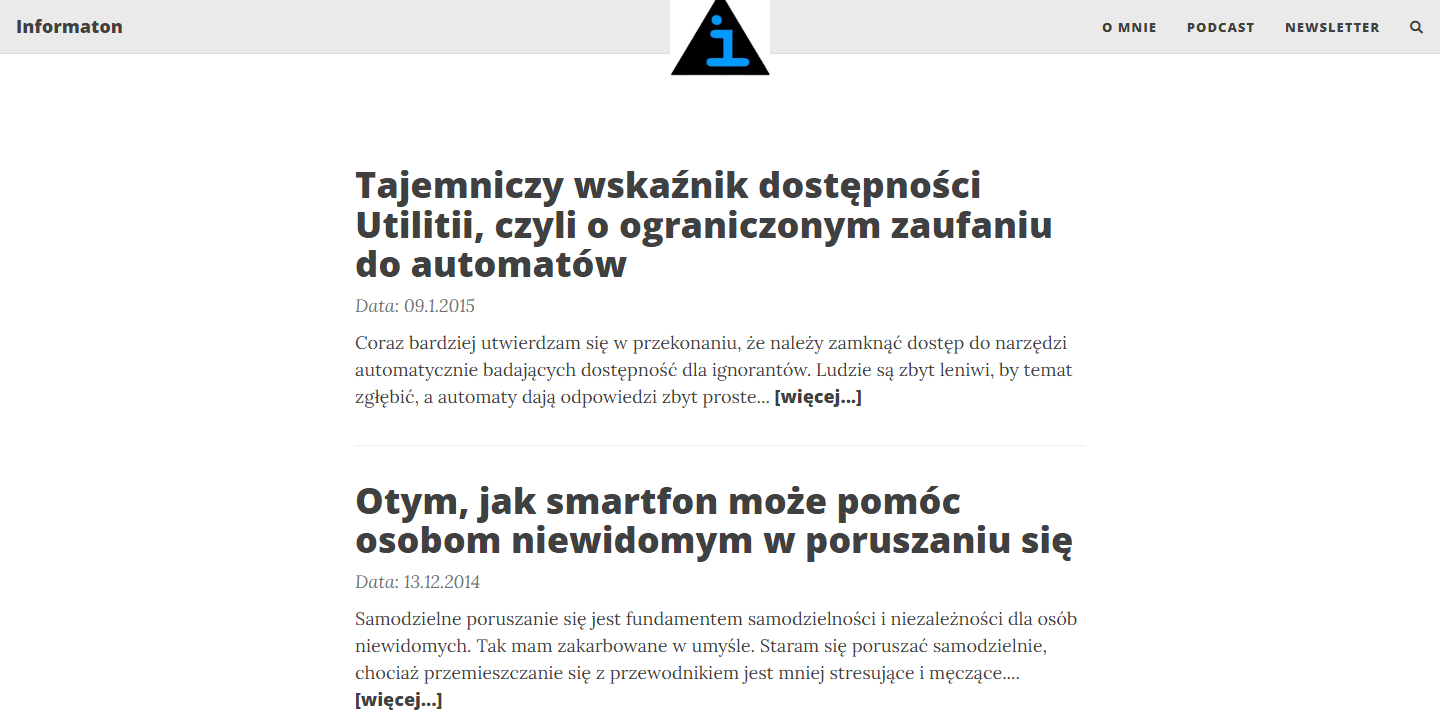 Informaton
i
O MNIE
PODCAST
NEWSLETTER
Tajemniczy wskaźnik dostępności
Utilitii, czyli o ograniczonym zaufaniu
do automatów
Data: 09.1.2015
Coraz bardziej utwierdzam się w przekonaniu, że należy zamknąć dostęp do narzędzi
automatycznie badających dostępność dla ignorantów. Ludzie są zbyt leniwi, by temat
zgłębić, a automaty dają odpowiedzi zbyt proste... [więcej...]
Otym, jak smartfon może pomóc
osobom niewidomym w poruszaniu się
Data: 13.12.2014
Samodzielne poruszanie się jest fundamentem samodzielności i niezależności dla osób
niewidomych. Tak mam zakarbowane w umyśle. Staram się poruszać samodzielnie,
chociaż przemieszczanie się z przewodnikiem jest mniej stresujące i męczące....
[więcej...]